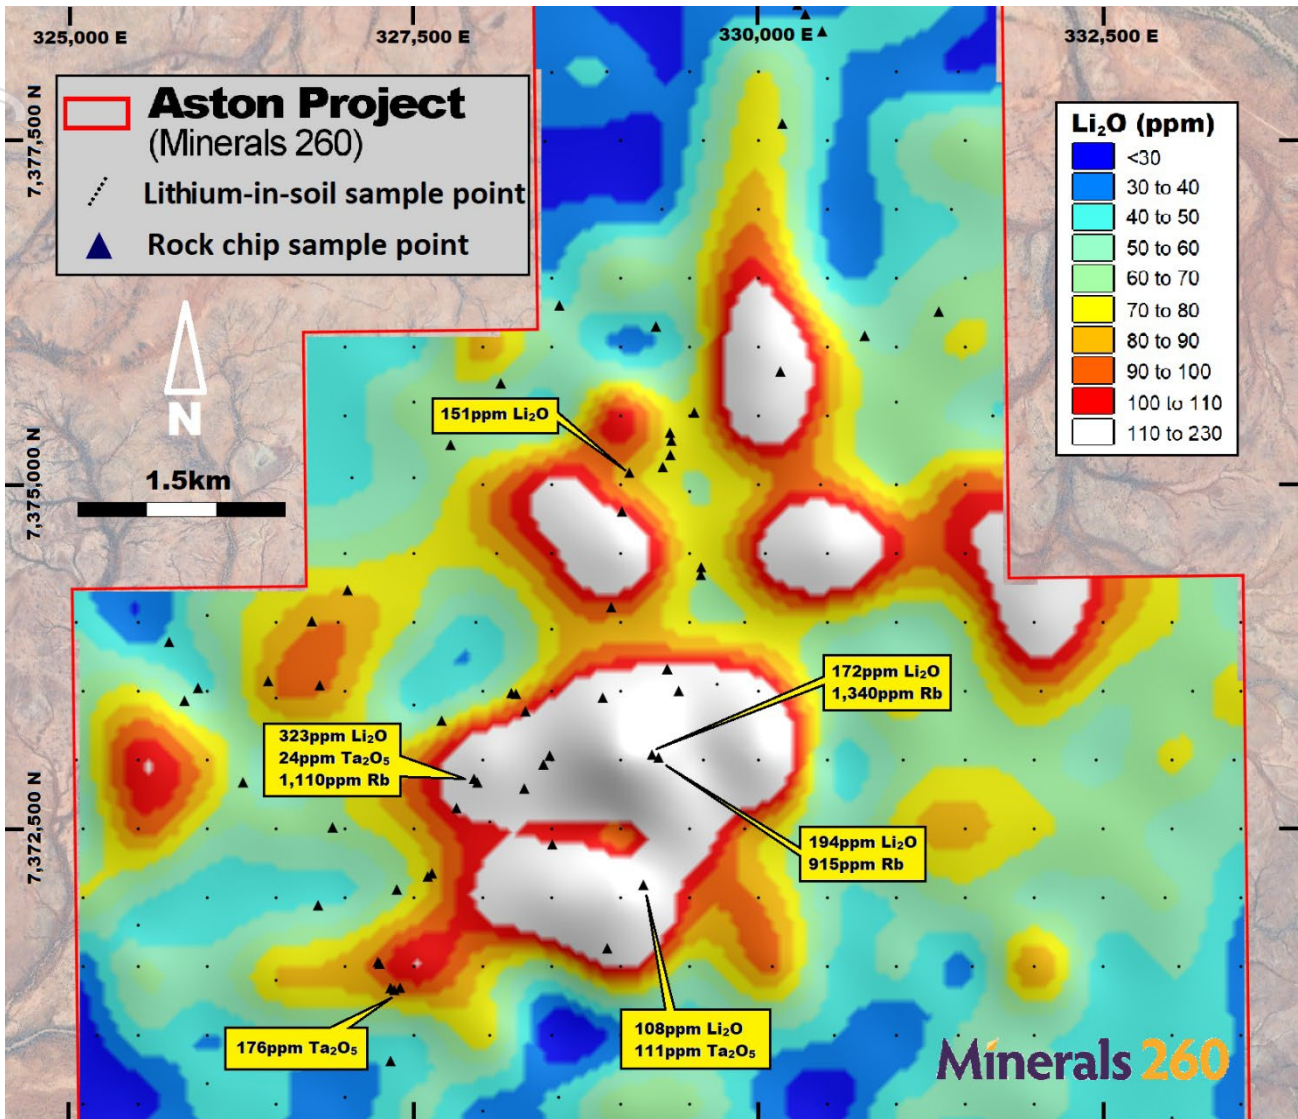 325,000 E
327,500 E
330,000 E
332,500 E
Aston Project
(Minerals 260)
Lithium-in-soil sample point
Rock chip sample point
7,377,500 N
7,375,000 N
7,372,500 N
N
1.5km
Li₂O (ppm)
<30
30 to 40
40 to 50
50 to 60
60 to 70
70 to 80
80 to 90
90 to 100
100 to 110
110 to 230
151ppm Li₂O
172ppm Li₂O
1,340ppm Rb
323ppm Li₂O
24ppm Ta₂O₅
1,110ppm Rb
194ppm Li₂O
915ppm Rb
108ppm Li₂O
111ppm Ta₂O₅
176ppm Ta₂O₅
Minerals 260